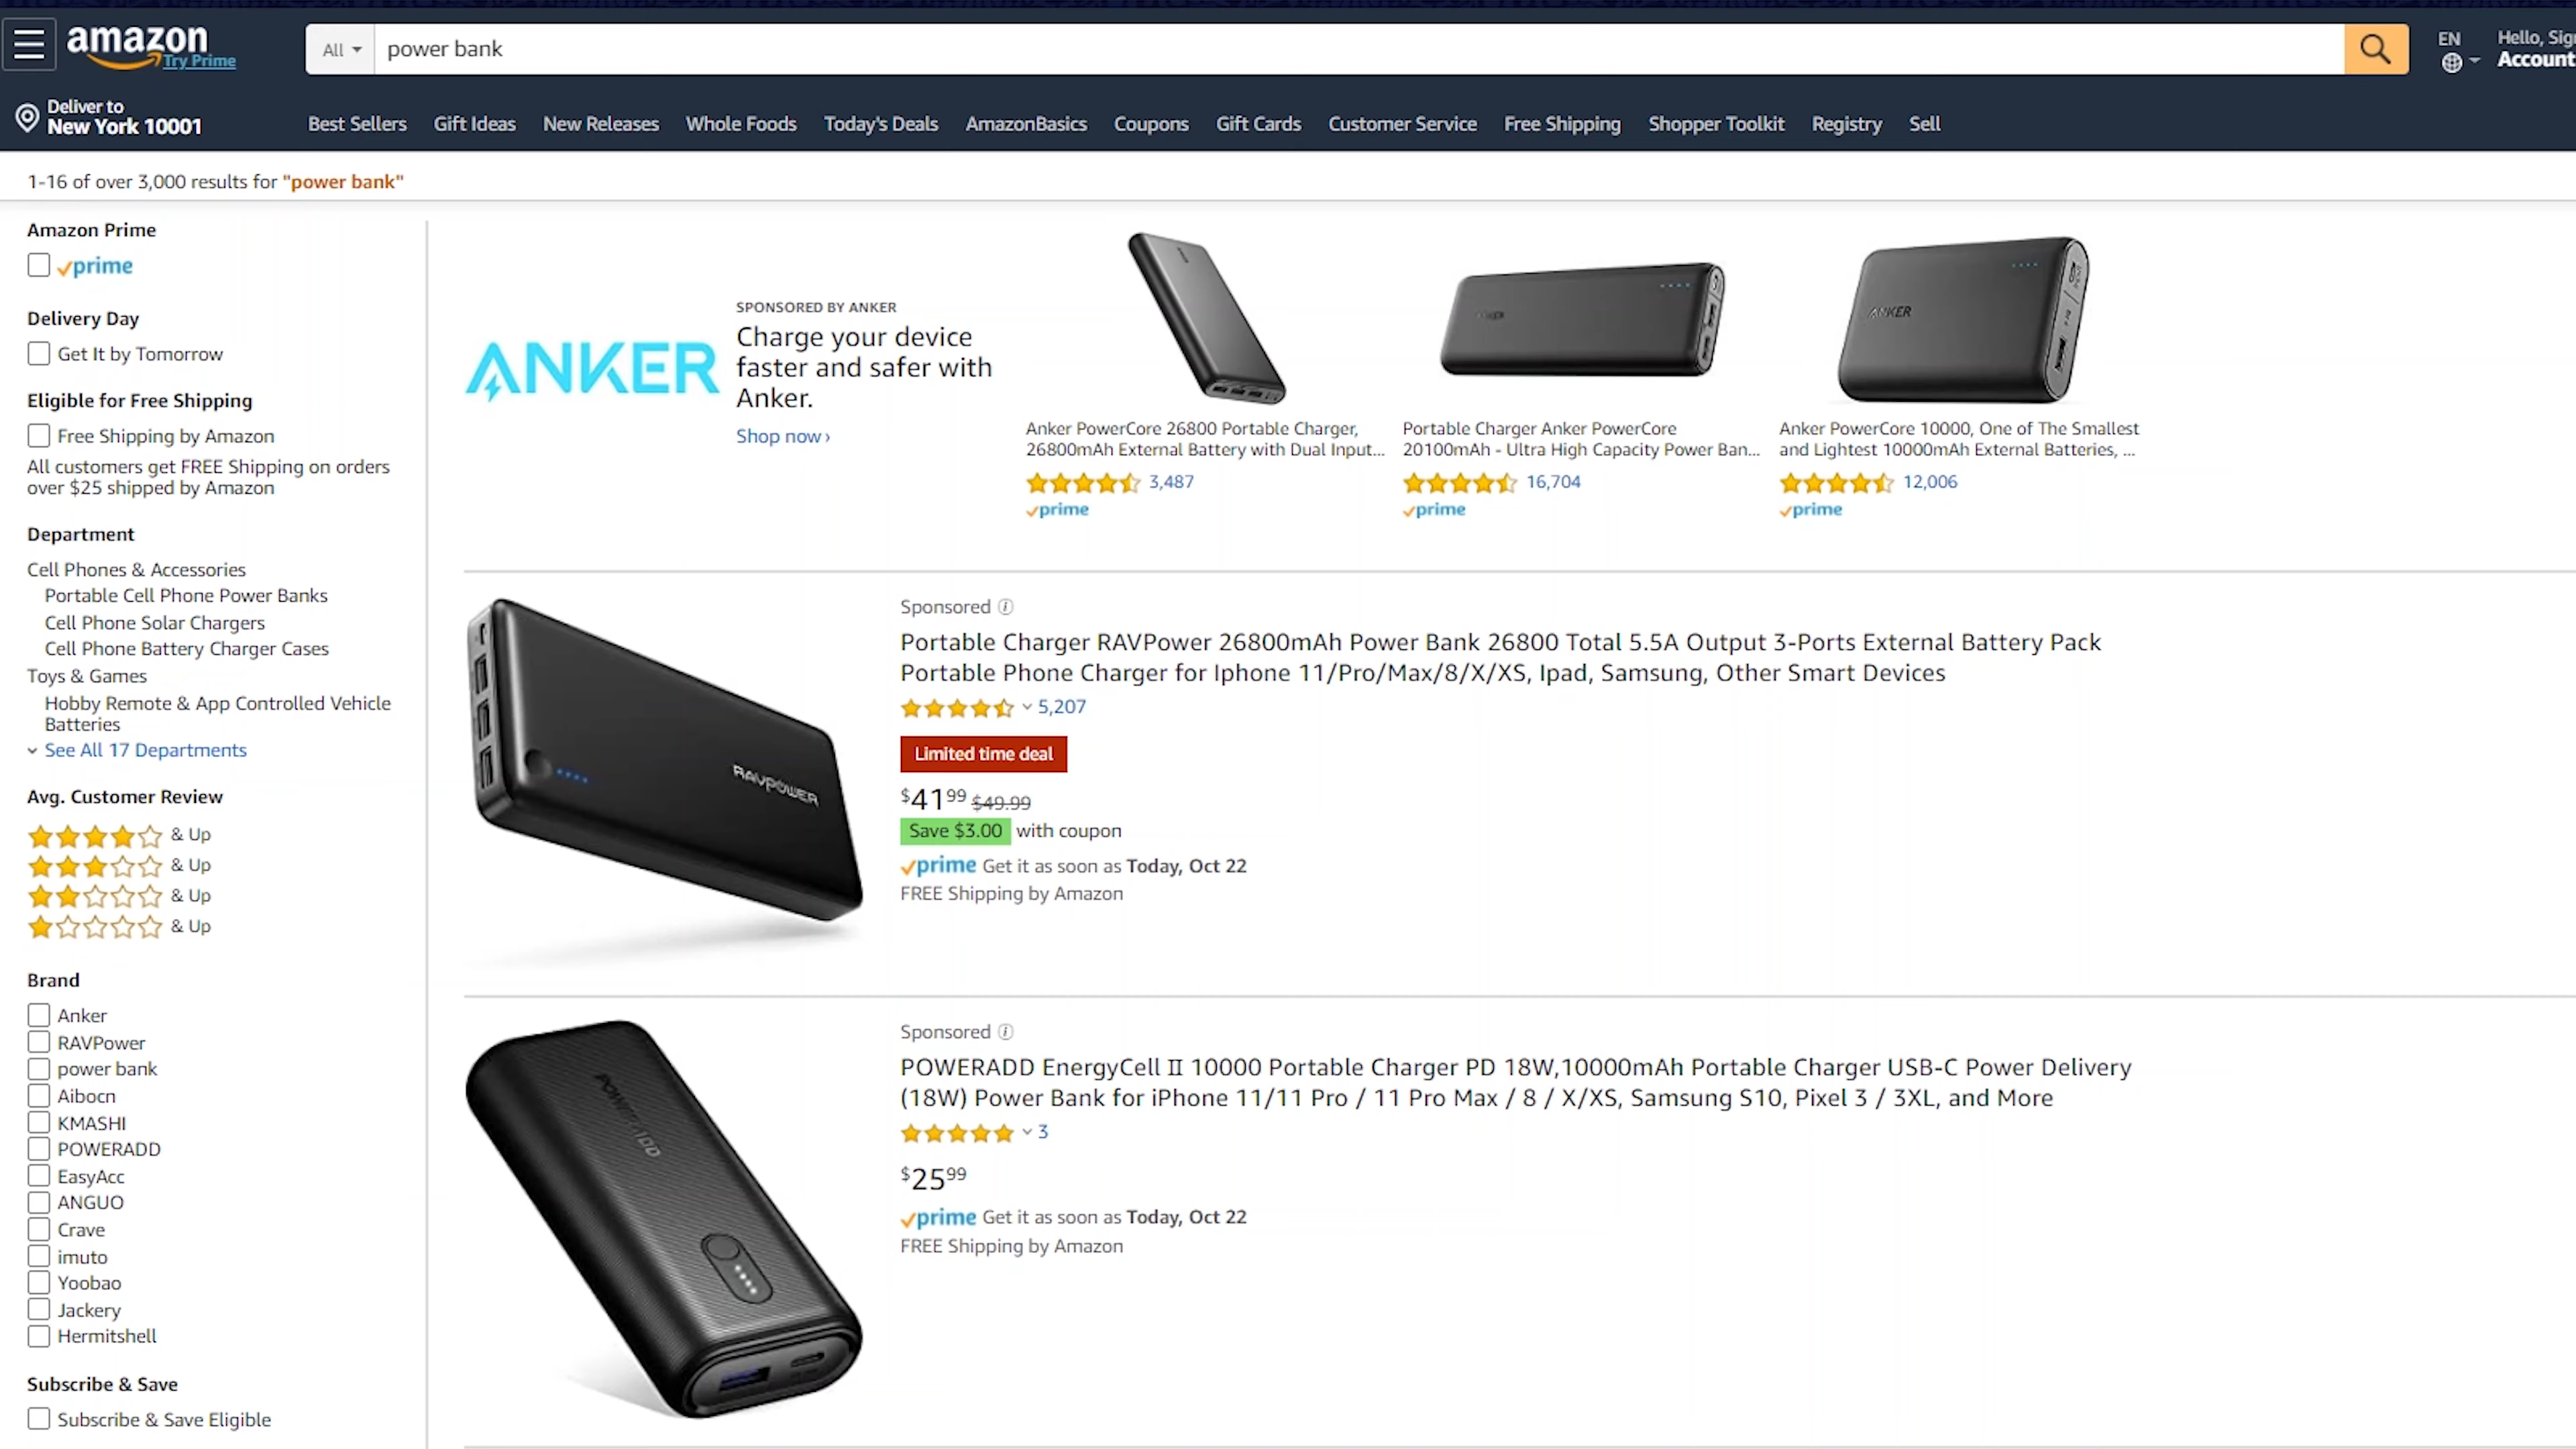 amazon
Try Prime
All
power bank
EN
Hello, Sig
Account
Deliver to
New York 10001
Best Sellers
Gift Ideas
New Releases
Whole Foods
Today's Deals
AmazonBasics
Coupons
Gift Cards
Customer Service
Free Shipping
Shopper Toolkit
Registry
Sell
1-16 of over 3,000 results for "power bank"
Amazon Prime
prime
Delivery Day
Get It by Tomorrow
Eligible for Free Shipping
Free Shipping by Amazon
All customers get FREE Shipping on orders
over $25 shipped by Amazon
Department
Cell Phones & Accessories
Portable Cell Phone Power Banks
Cell Phone Solar Chargers
Cell Phone Battery Charger Cases
Toys & Games
Hobby Remote & App Controlled Vehicle
Batteries
See All 17 Departments
Avg. Customer Review
& Up
& Up
& Up
& Up
Brand
Anker
RAVPower
power bank
Aibocn
KMASHI
POWERADD
EasyAcc
ANGUO
Crave
imuto
Yoobao
Jackery
Hermitshell
Subscribe & Save
Subscribe & Save Eligible
ANKER
SPONSORED BY ANKER
Charge your device
faster and safer with
Anker.
Shop now ›
Anker PowerCore 26800 Portable Charger,
26800mAh External Battery with Dual Input...
3,487
prime
Portable Charger Anker PowerCore
20100mAh - Ultra High Capacity Power Ban...
16,704
prime
ANKER
Anker PowerCore 10000, One of The Smallest
and Lightest 10000mAh External Batteries, ...
12,006
prime
RAVPOWER
Sponsored
Portable Charger RAVPower 26800mAh Power Bank 26800 Total 5.5A Output 3-Ports External Battery Pack
Portable Phone Charger for Iphone 11/Pro/Max/8/X/XS, Ipad, Samsung, Other Smart Devices
5,207
Limited time deal
$41 99 $49.99
Save $3.00 with coupon
prime Get it as soon as Today, Oct 22
FREE Shipping by Amazon
POWERADD
Sponsored
POWERADD EnergyCell II 10000 Portable Charger PD 18W,10000mAh Portable Charger USB-C Power Delivery
(18W) Power Bank for iPhone 11/11 Pro / 11 Pro Max / 8 / X/XS, Samsung S10, Pixel 3 / 3XL, and More
3
$25 99
prime Get it as soon as Today, Oct 22
FREE Shipping by Amazon